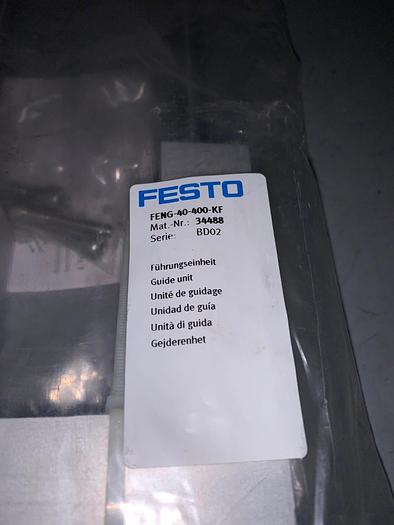 FESTO
FENG-40-400-KF
Mat.-Nr.: 34488
Serie: BD02
Führungseinheit
Guide unit
Unité de guidage
Unidad de guía
Unità di guida
Gejderenhet